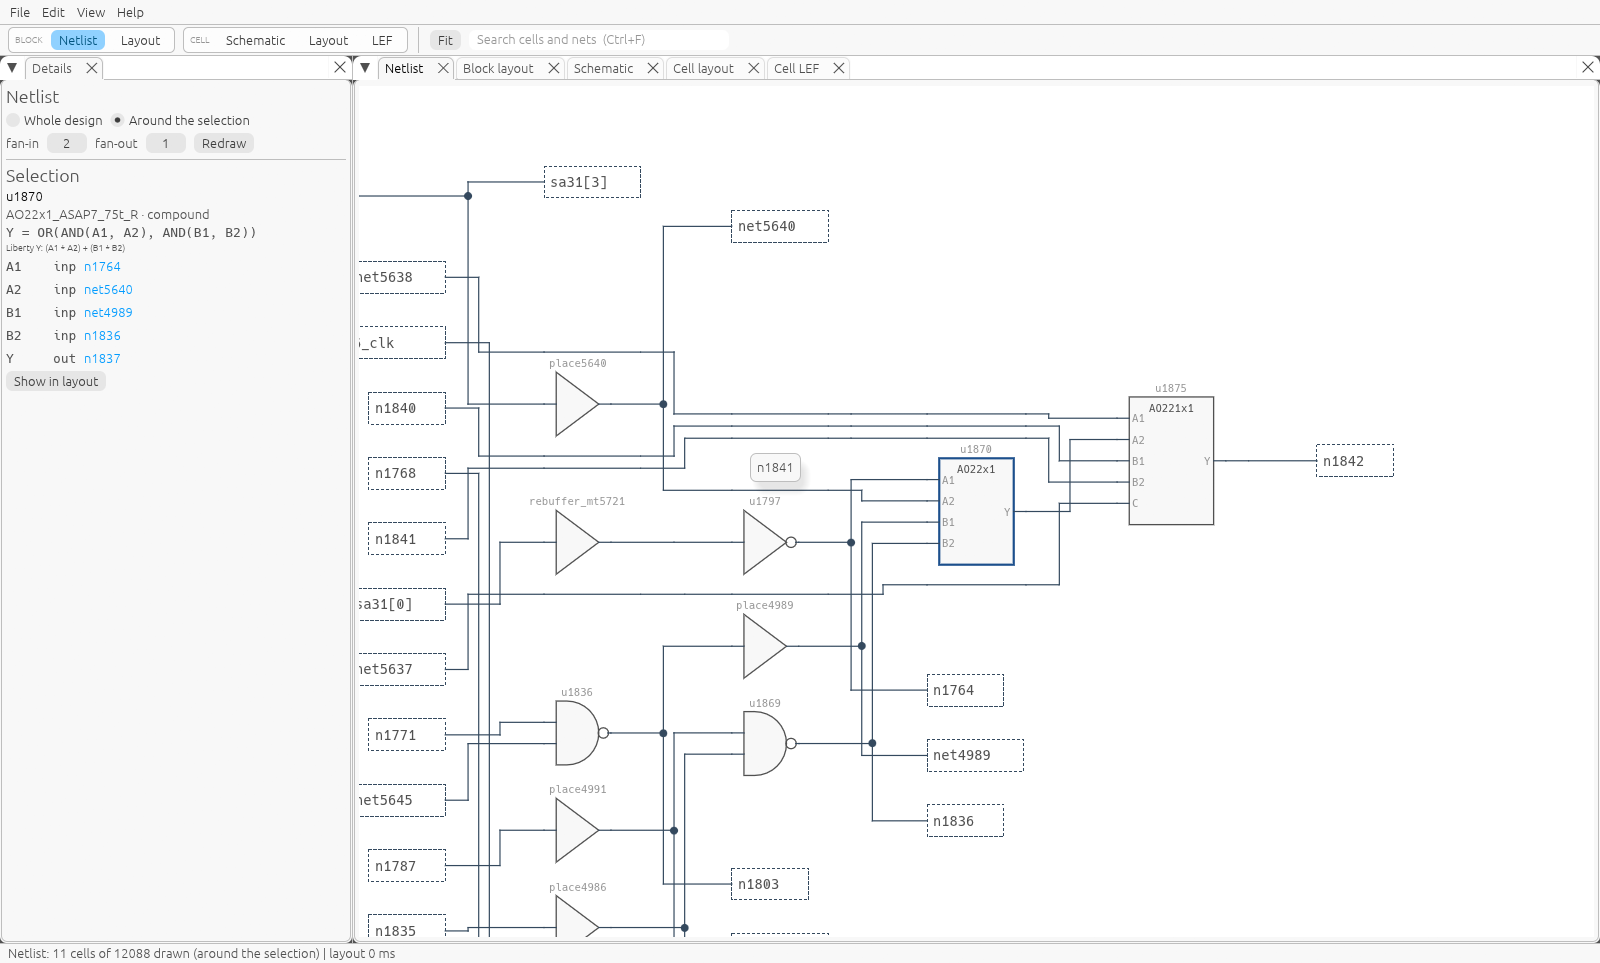 File Edit View Help
BLOCK Netlist Layout CELL Schematic Layout LEF Fit Search cells and nets (Ctrl+F)
Details
Netlist Block layout Schematic Cell layout Cell LEF
Netlist
Whole design Around the selection
fan-in 2 fan-out 1 Redraw
Selection
u1870
AO22x1_ASAP7_75t_R · compound
Y = OR(AND(A1, A2), AND(B1, B2))
Liberty Y: (A1 * A2) + (B1 * B2)
A1 inp n1764
A2 inp net5640
B1 inp net4989
B2 inp n1836
Y out n1837
Show in layout
sa31[3]
net5640
net5638
_clk
place5640
n1840
u1875
AO221x1
A1
A2
B1
B2
C
Y
n1842
n1768
n1841
u1870
AO22x1
A1
A2
B1
B2
Y
rebuffer_mt5721
u1797
n1841
sa31[0]
place4989
net5637
n1764
u1836
u1869
n1771
net4989
place4991
net5645
n1836
n1787
n1803
place4986
n1835
Netlist: 11 cells of 12088 drawn (around the selection) | layout 0 ms